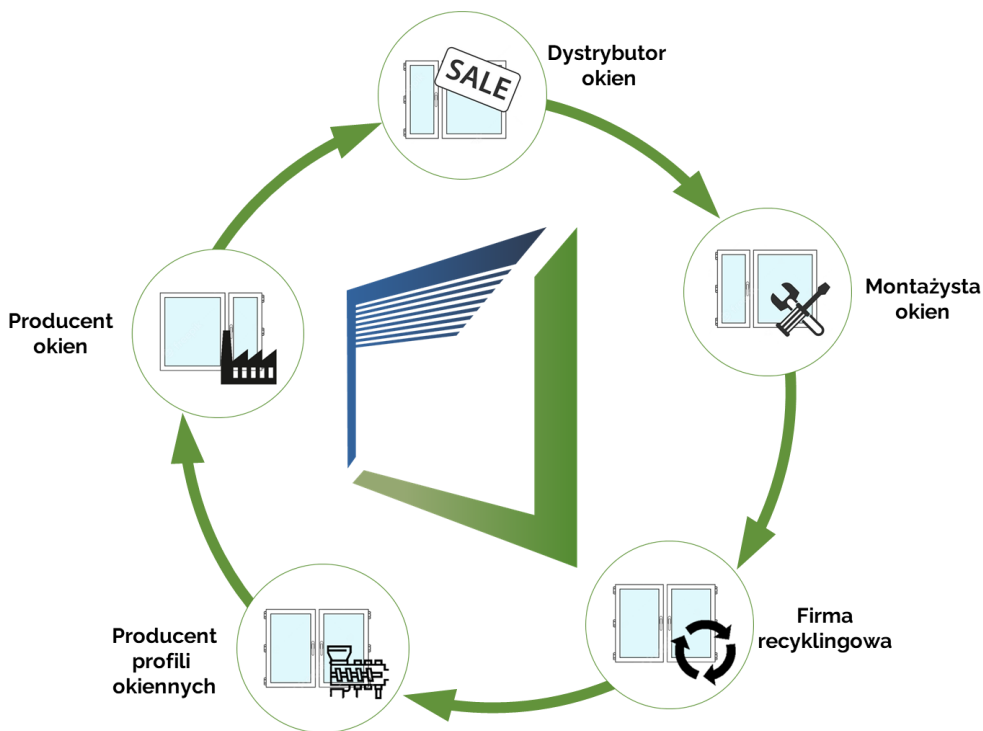 Dystrybutor
okien
SALE
Montażysta
okien
Producent
okien
Firma
recyklingowa
Producent
profili
okiennych